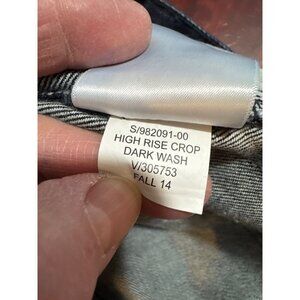 S/982091-00
HIGH RISE CROP
DARK WASH
V/305753
FALL 14